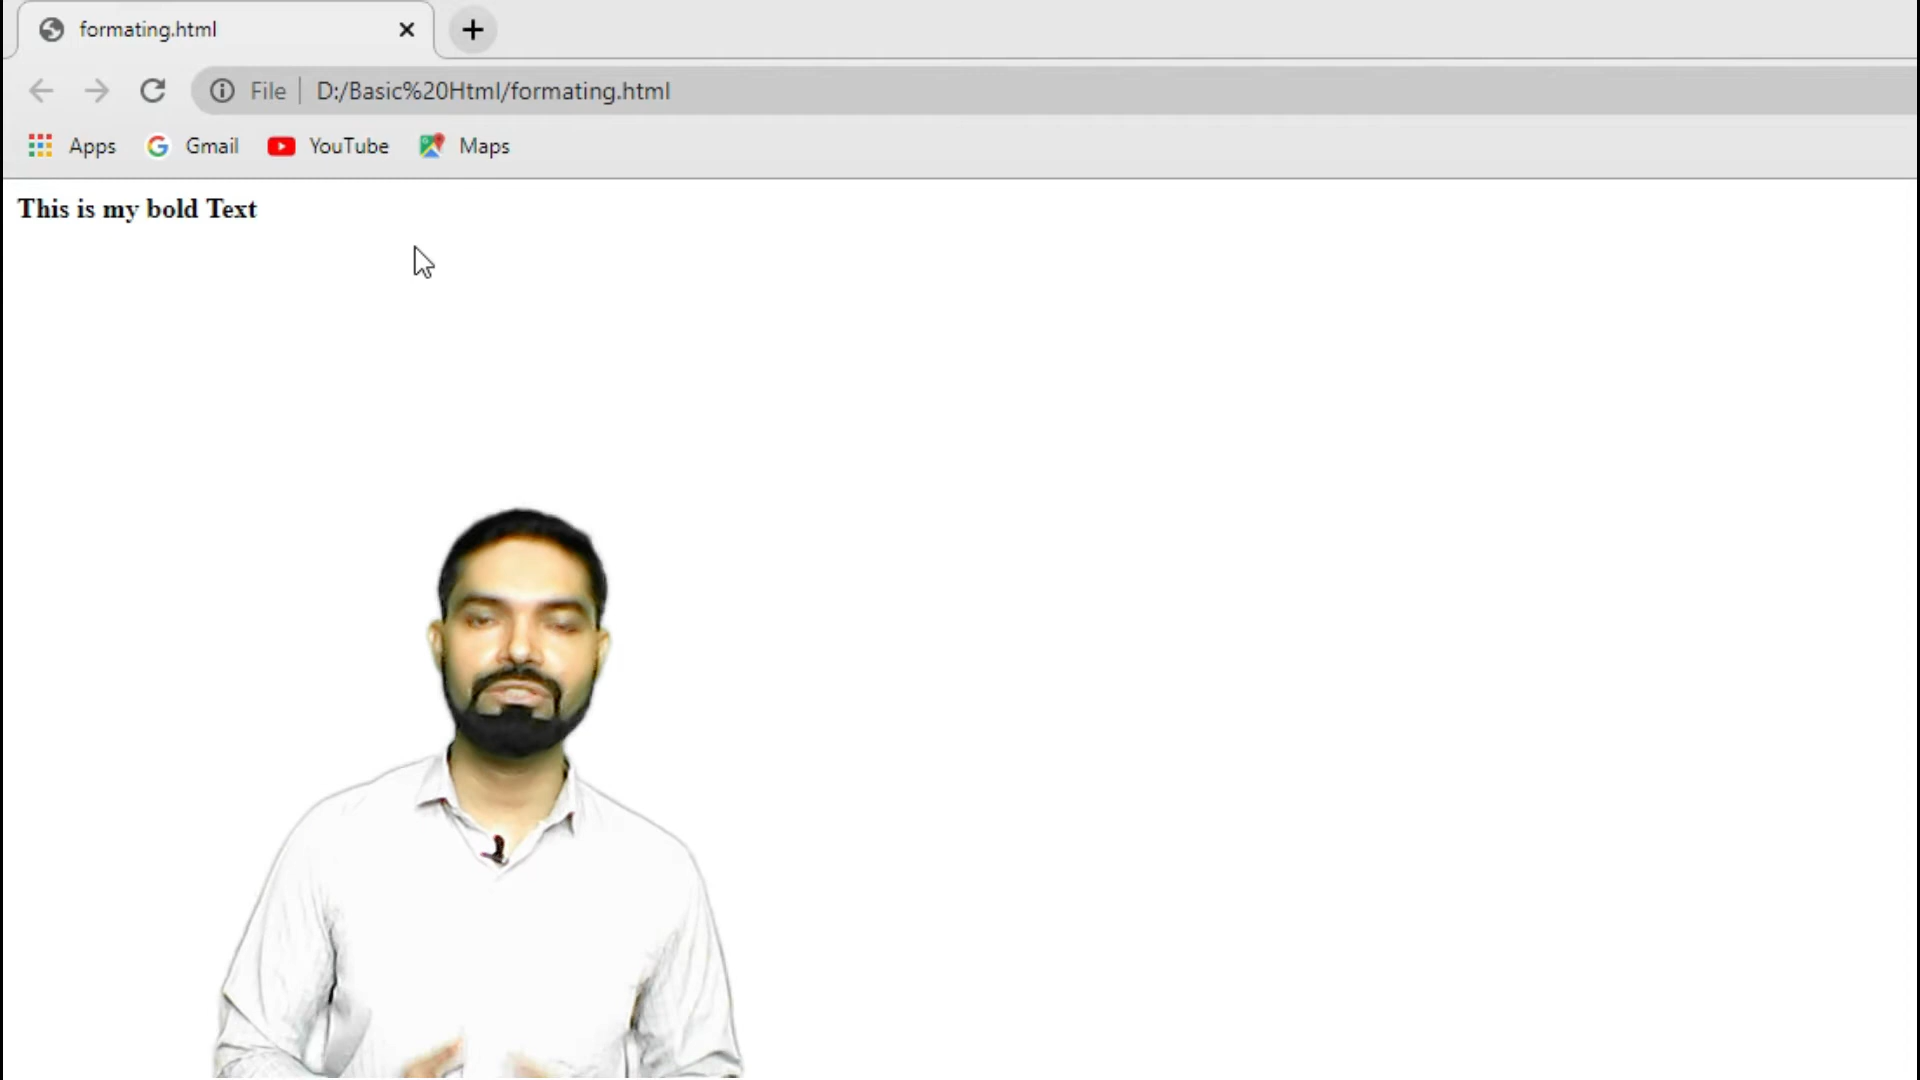 formating.html
File D:/Basic%20Html/formating.html
Apps Gmail YouTube Maps
This is my bold Text